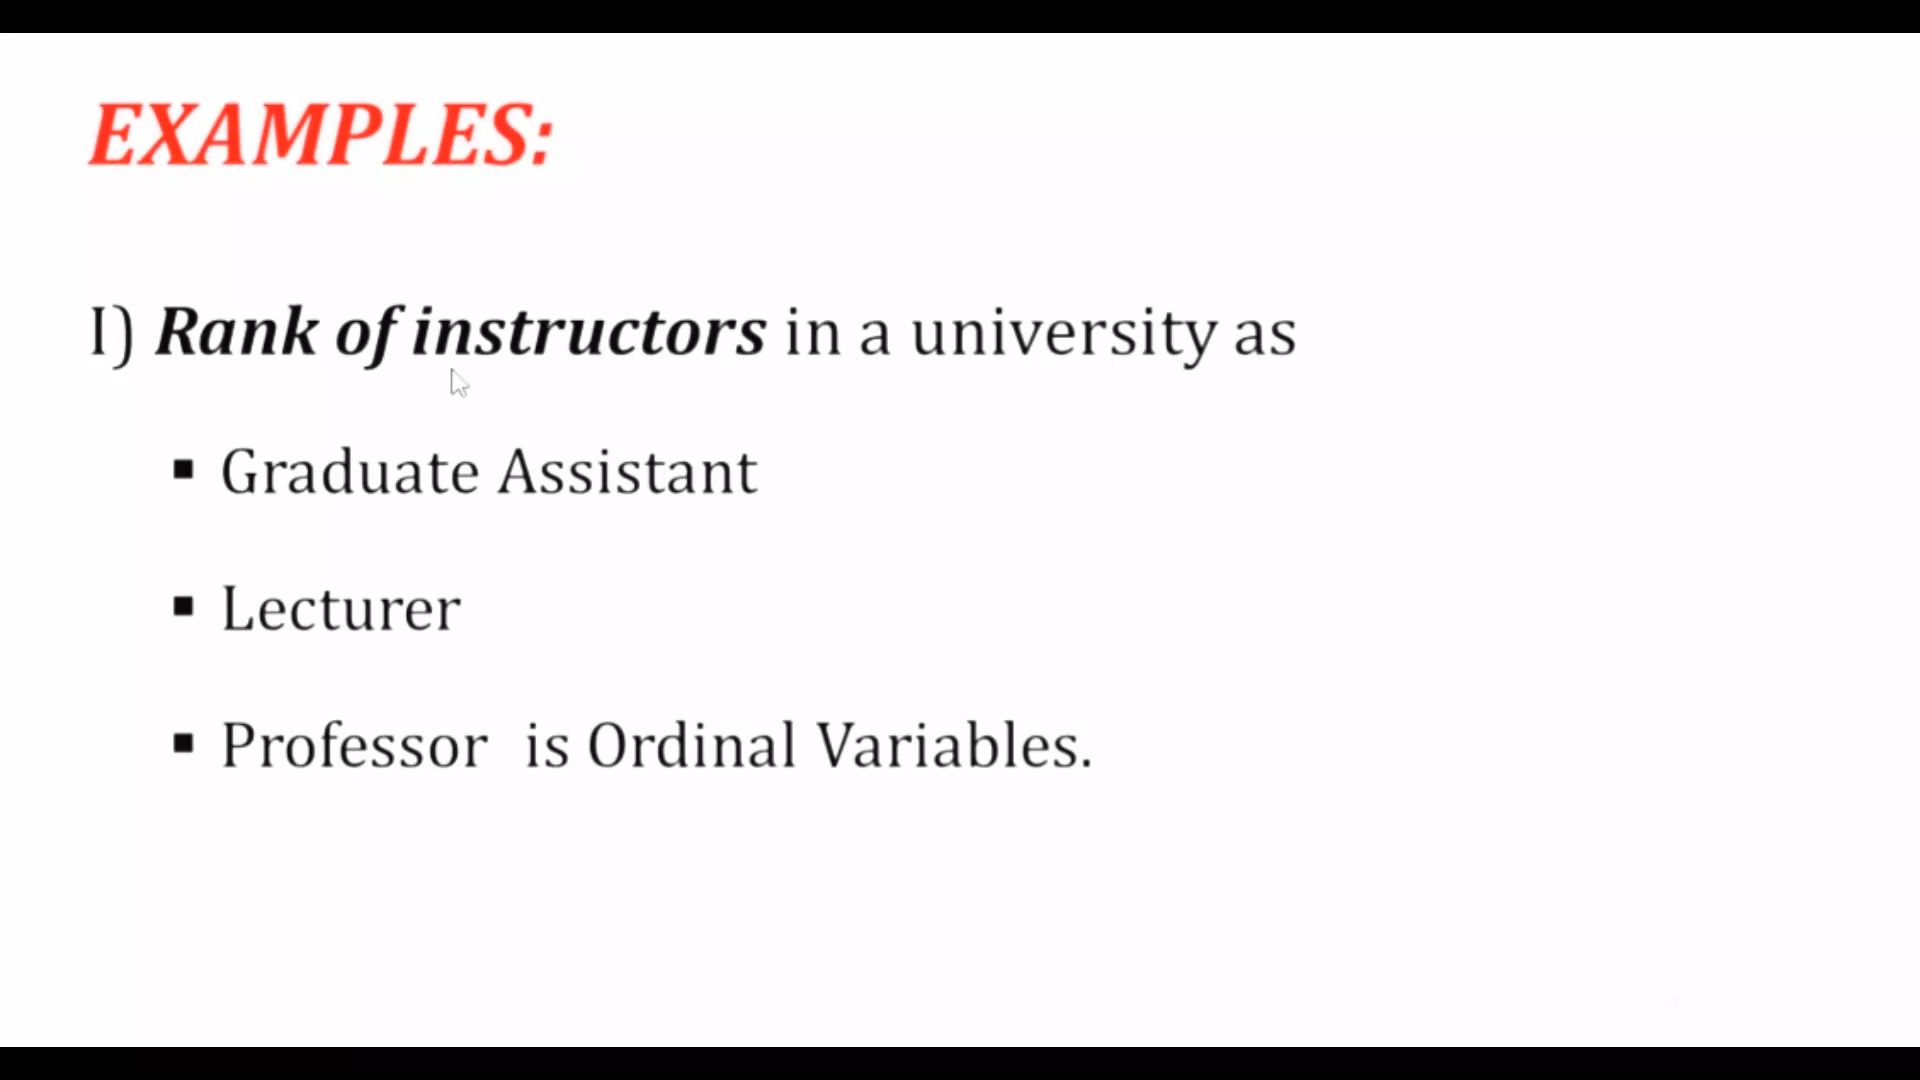 EXAMPLES:
I) Rank of instructors in a university as
▪ Graduate Assistant
▪ Lecturer
▪ Professor is Ordinal Variables.